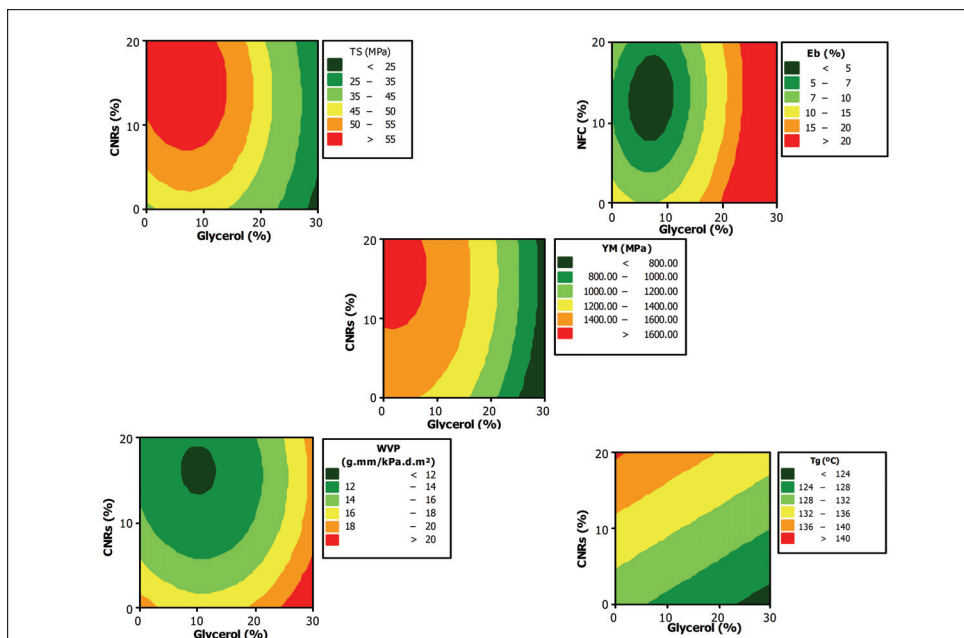 20
10
0
CNRs (%)
0 10 20 30
Glycerol (%)
TS (MPa)
< 25
25 – 35
35 – 45
45 – 50
50 – 55
> 55
20
10
0
NFC (%)
0 10 20 30
Glycerol (%)
Eb (%)
< 5
5 – 7
7 – 10
10 – 15
15 – 20
> 20
20
10
0
CNRs (%)
0 10 20 30
Glycerol (%)
YM (MPa)
< 800.00
800.00 – 1000.00
1000.00 – 1200.00
1200.00 – 1400.00
1400.00 – 1600.00
> 1600.00
20
10
0
CNRs (%)
0 10 20 30
Glycerol (%)
WVP
(g.mm/kPa.d.m²)
< 12
12 – 14
14 – 16
16 – 18
18 – 20
> 20
20
10
0
CNRs (%)
0 10 20 30
Glycerol (%)
Tg (ºC)
< 124
124 – 128
128 – 132
132 – 136
136 – 140
> 140